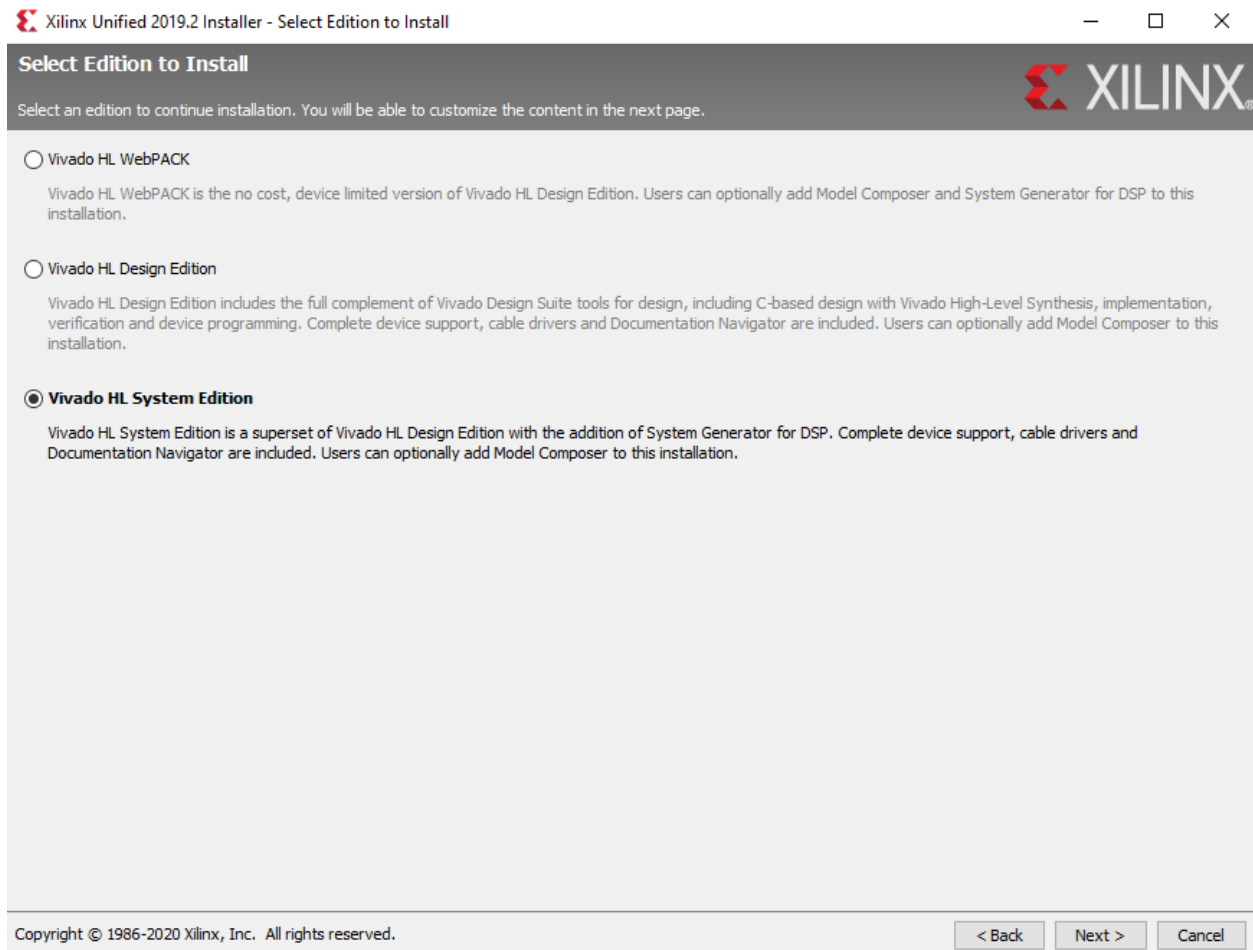 Xilinx Unified 2019.2 Installer - Select Edition to Install
Select Edition to Install
XILINX®
Select an edition to continue installation. You will be able to customize the content in the next page.
Vivado HL WebPACK
Vivado HL WebPACK is the no cost, device limited version of Vivado HL Design Edition. Users can optionally add Model Composer and System Generator for DSP to this
installation.
Vivado HL Design Edition
Vivado HL Design Edition includes the full complement of Vivado Design Suite tools for design, including C-based design with Vivado High-Level Synthesis, implementation,
verification and device programming. Complete device support, cable drivers and Documentation Navigator are included. Users can optionally add Model Composer to this
installation.
Vivado HL System Edition
Vivado HL System Edition is a superset of Vivado HL Design Edition with the addition of System Generator for DSP. Complete device support, cable drivers and
Documentation Navigator are included. Users can optionally add Model Composer to this installation.
Copyright © 1986-2020 Xilinx, Inc. All rights reserved.
< Back
Next >
Cancel